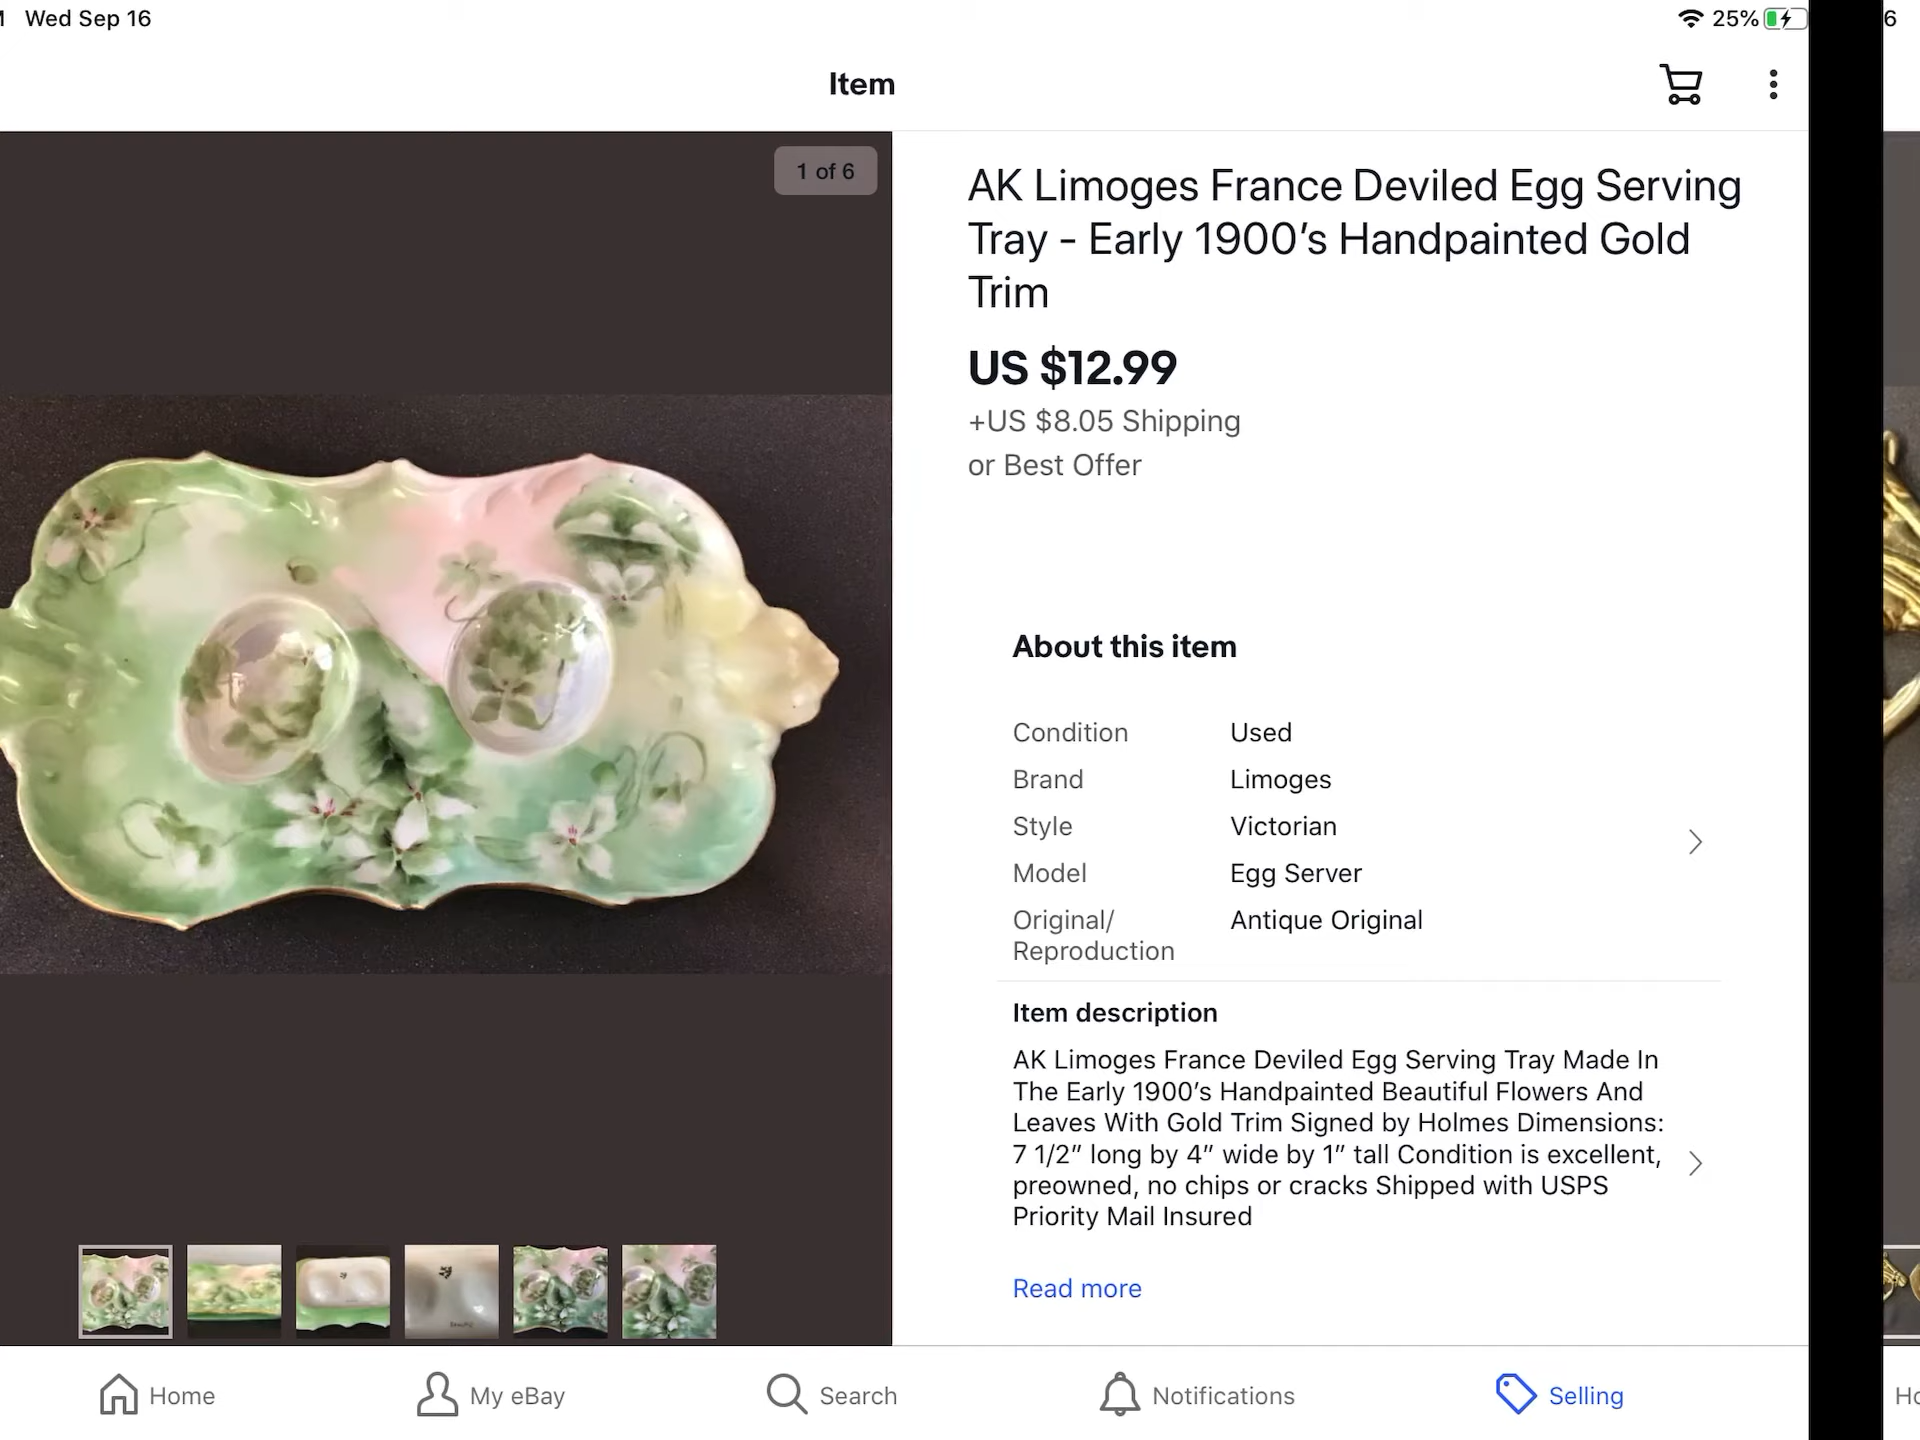 Wed Sep 16
25%
6
Item
1 of 6
AK Limoges France Deviled Egg Serving
Tray - Early 1900's Handpainted Gold
Trim
US $12.99
+US $8.05 Shipping
or Best Offer
About this item
Condition Used
Brand Limoges
Style Victorian
Model Egg Server
Original/ Antique Original
Reproduction
Item description
AK Limoges France Deviled Egg Serving Tray Made In
The Early 1900's Handpainted Beautiful Flowers And
Leaves With Gold Trim Signed by Holmes Dimensions:
7 1/2” long by 4” wide by 1” tall Condition is excellent,
preowned, no chips or cracks Shipped with USPS
Priority Mail Insured
Read more
Home My eBay Search Notifications Selling